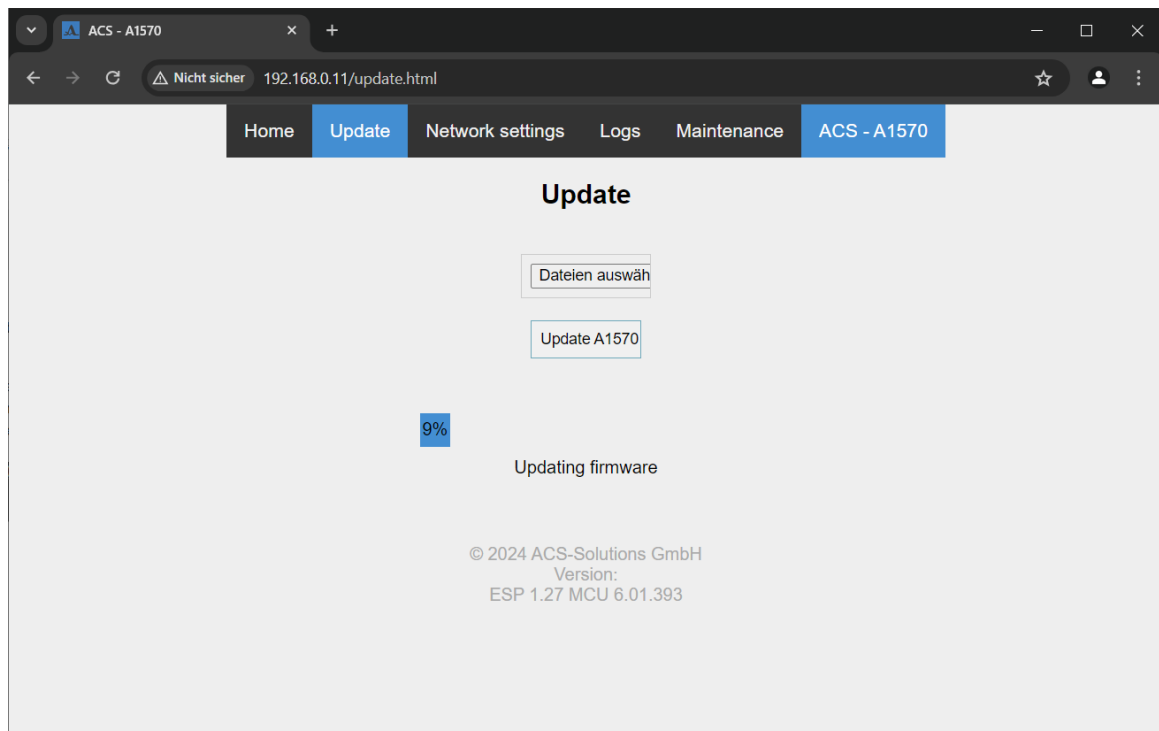 ACS - A1570
Nicht sicher 192.168.0.11/update.html
Home Update Network settings Logs Maintenance ACS - A1570
Update
Dateien auswäh
Update A1570
9%
Updating firmware
© 2024 ACS-Solutions GmbH
Version:
ESP 1.27 MCU 6.01.393